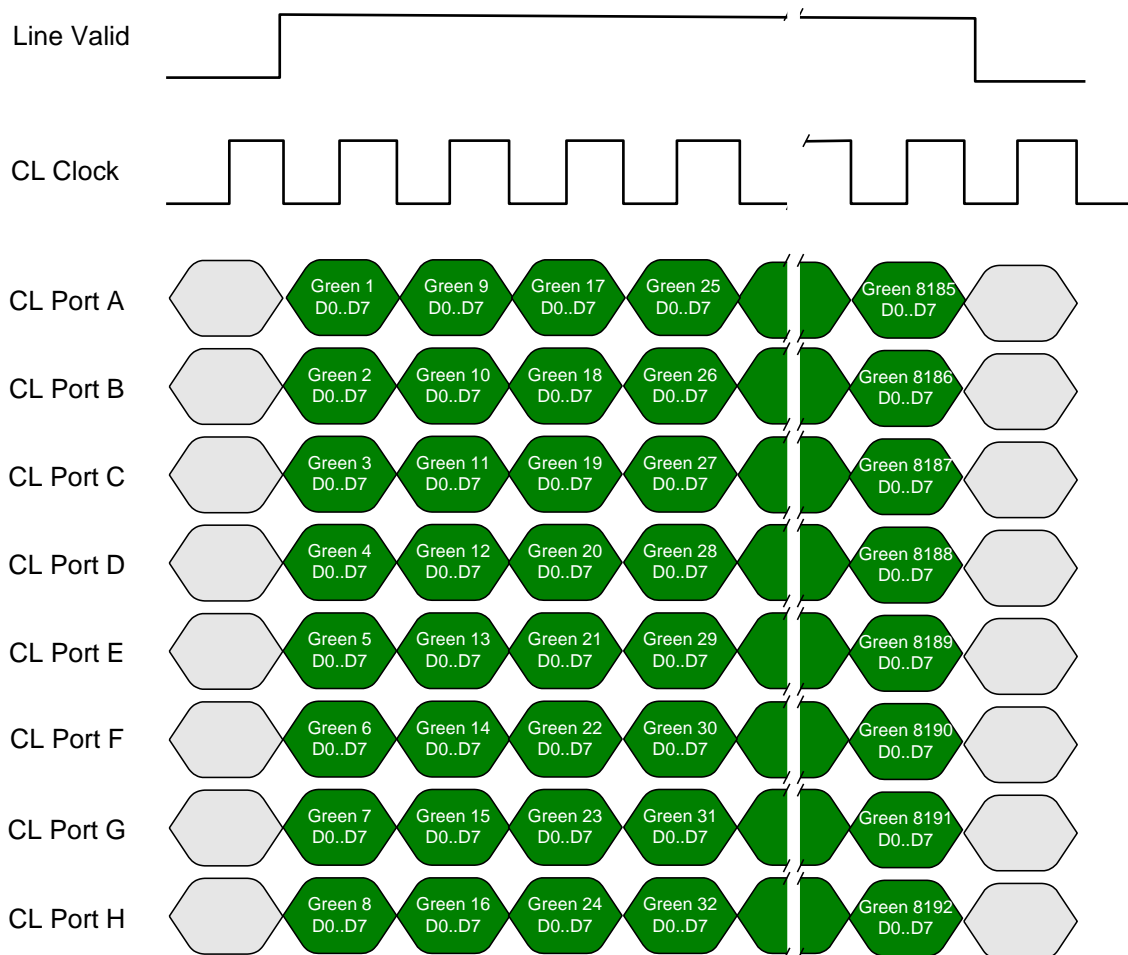 Line Valid
CL Clock
CL Port A
Green 1
D0..D7
Green 9
D0..D7
Green 17
D0..D7
Green 25
D0..D7
Green 8185
D0..D7
CL Port B
Green 2
D0..D7
Green 10
D0..D7
Green 18
D0..D7
Green 26
D0..D7
Green 8186
D0..D7
CL Port C
Green 3
D0..D7
Green 11
D0..D7
Green 19
D0..D7
Green 27
D0..D7
Green 8187
D0..D7
CL Port D
Green 4
D0..D7
Green 12
D0..D7
Green 20
D0..D7
Green 28
D0..D7
Green 8188
D0..D7
CL Port E
Green 5
D0..D7
Green 13
D0..D7
Green 21
D0..D7
Green 29
D0..D7
Green 8189
D0..D7
CL Port F
Green 6
D0..D7
Green 14
D0..D7
Green 22
D0..D7
Green 30
D0..D7
Green 8190
D0..D7
CL Port G
Green 7
D0..D7
Green 15
D0..D7
Green 23
D0..D7
Green 31
D0..D7
Green 8191
D0..D7
CL Port H
Green 8
D0..D7
Green 16
D0..D7
Green 24
D0..D7
Green 32
D0..D7
Green 8192
D0..D7